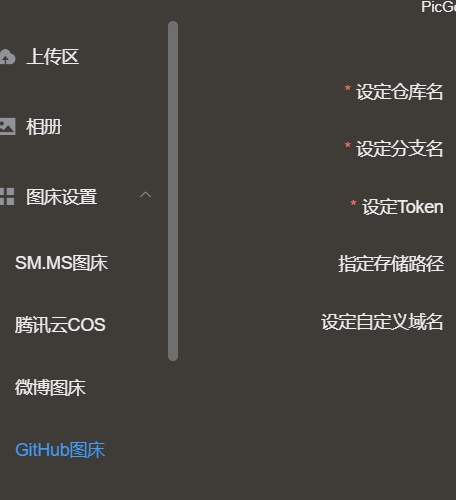 上传区
相册
图床设置
SM.MS图床
腾讯云COS
微博图床
GitHub图床
* 设定仓库名
* 设定分支名
* 设定Token
指定存储路径
设定自定义域名